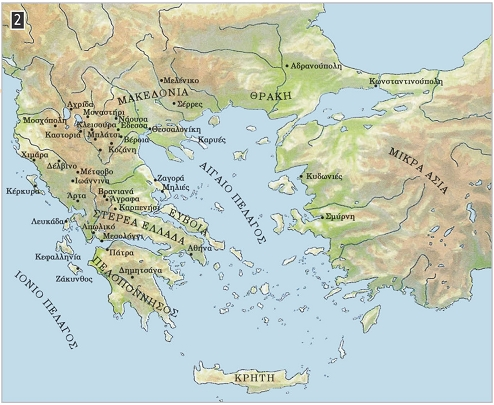 2
Αδριανούπολη
Κωνσταντινούπολη
Μελένικο
ΜΑΚΕΔΟΝΙΑ
Σέρρες
ΘΡΑΚΗ
Αχρίδα
Μοναστήρι
Μοσχόπολη
Νάουσα
Κλεισούρα
Έδεσσα
Θεσσαλονίκη
Καστοριά
Μπλάτσι
Βέροια
Καρυές
Κοζάνη
Χιμάρα
Δέλβινο
Μέτσοβο
ΑΙΓΑΙΟ ΠΕΛΑΓΟΣ
ΜΙΚΡΑ ΑΣΙΑ
Ιωάννινα
Ζαγορά
Κυδωνιές
Κέρκυρα
Μηλιές
Άρτα
Βρανιανά
Άγραφα
Καρπενήσι
ΕΥΒΟΙΑ
Σμύρνη
Λευκάδα
ΣΤΕΡΕΑ ΕΛΛΑΔΑ
Μεσολόγγι
Αθήνα
Κεφαλληνία
Πάτρα
Ζάκυνθος
Δημητσάνα
ΠΕΛΟΠΟΝΝΗΣΟΣ
ΙΟΝΙΟ ΠΕΛΑΓΟΣ
ΚΡΗΤΗ